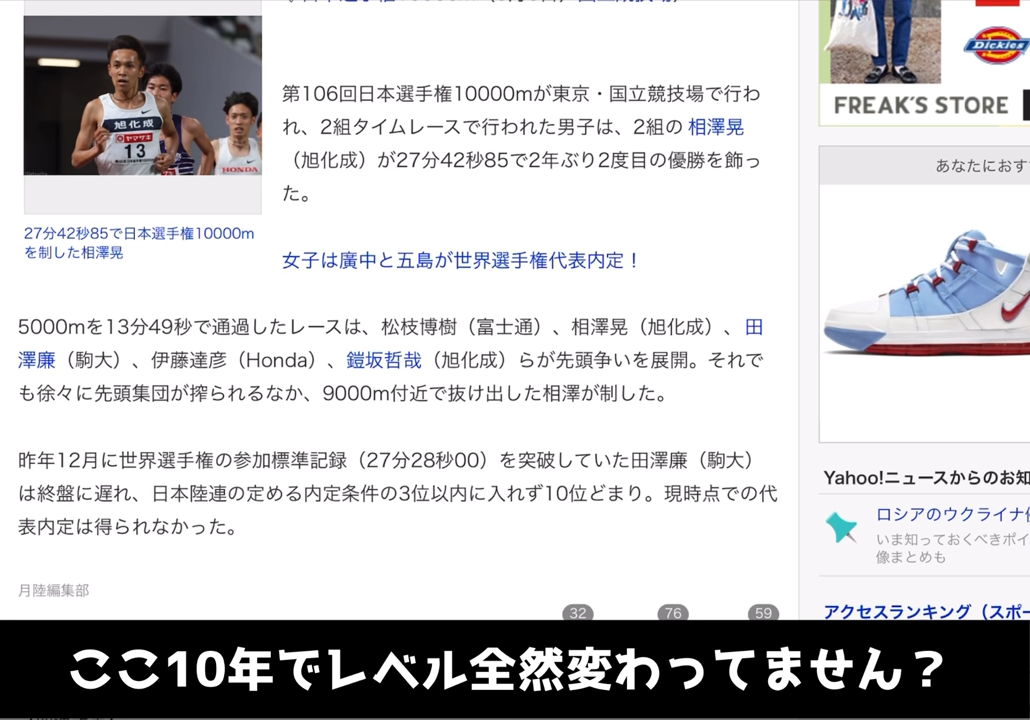 旭化成
ヤマザキ
13
HONDA
27分42秒85で日本選手権10000m
を制した相澤晃
第106回日本選手権10000mが東京・国立競技場で行わ
れ、2組タイムレースで行われた男子は、2組の 相澤晃
（旭化成）が27分42秒85で2年ぶり2度目の優勝を飾っ
た。
女子は廣中と五島が世界選手権代表内定！
5000mを13分49秒で通過したレースは、松枝博樹（富士通）、相澤晃（旭化成）、田
澤廉（駒大）、伊藤達彦（Honda）、鎧坂哲哉（旭化成）らが先頭争いを展開。それで
も徐々に先頭集団が搾られるなか、9000m付近で抜け出した相澤が制した。
昨年12月に世界選手権の参加標準記録（27分28秒00）を突破していた田澤廉（駒大）
は終盤に遅れ、日本陸連の定める内定条件の3位以内に入れず10位どまり。現時点での代
表内定は得られなかった。
月陸編集部
32
76
59
Dickies
FREAK'S STORE
あなたにおす
Yahoo!ニュースからのお知
ロシアのウクライナ
いま知っておくべきポイ
像まとめも
アクセスランキング（スポー
ここ10年でレベル全然変わってません？